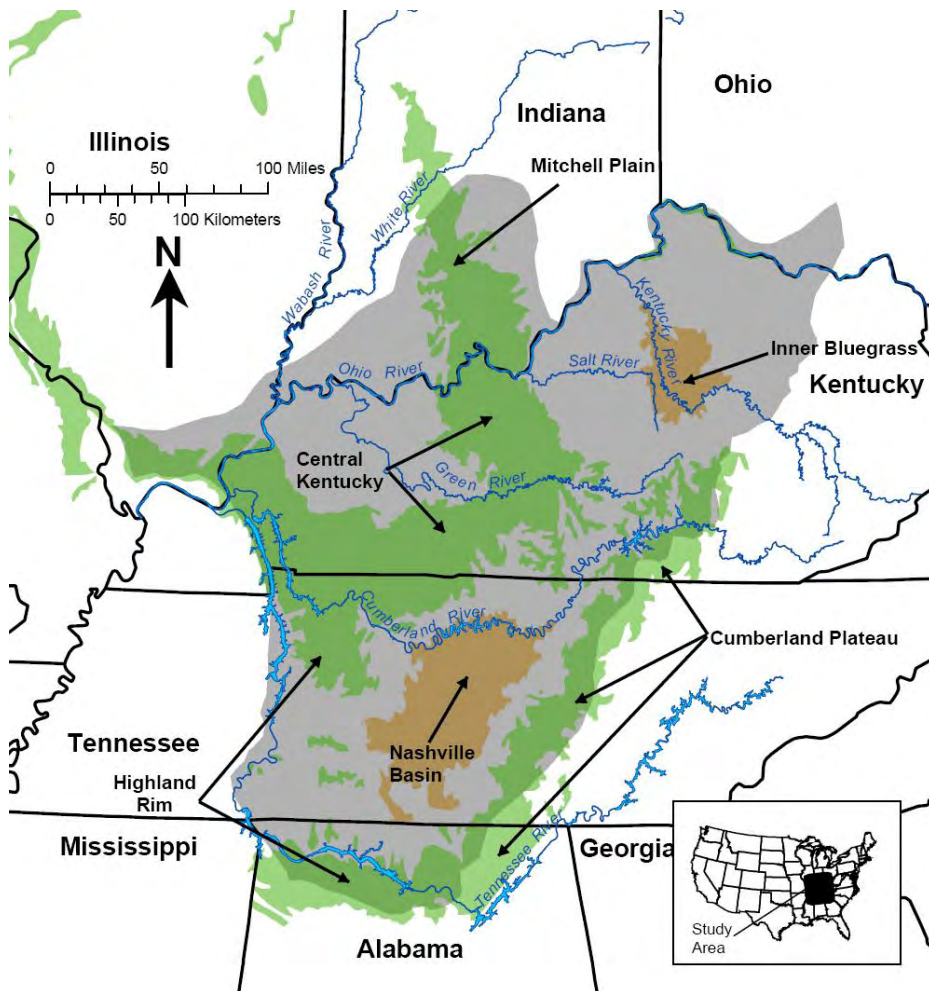 Ohio
Indiana
Illinois
0 50 100 Miles
0 50 100 Kilometers
Mitchell Plain
White River
N
Wabash River
Kentucky River
Ohio River
Salt River
Inner Bluegrass
Kentucky
Central
Kentucky
Green River
Cumberland River
Cumberland Plateau
Tennessee
Nashville
Basin
Highland
Rim
Mississippi
Tennessee River
Georgia
Alabama
Study
Area